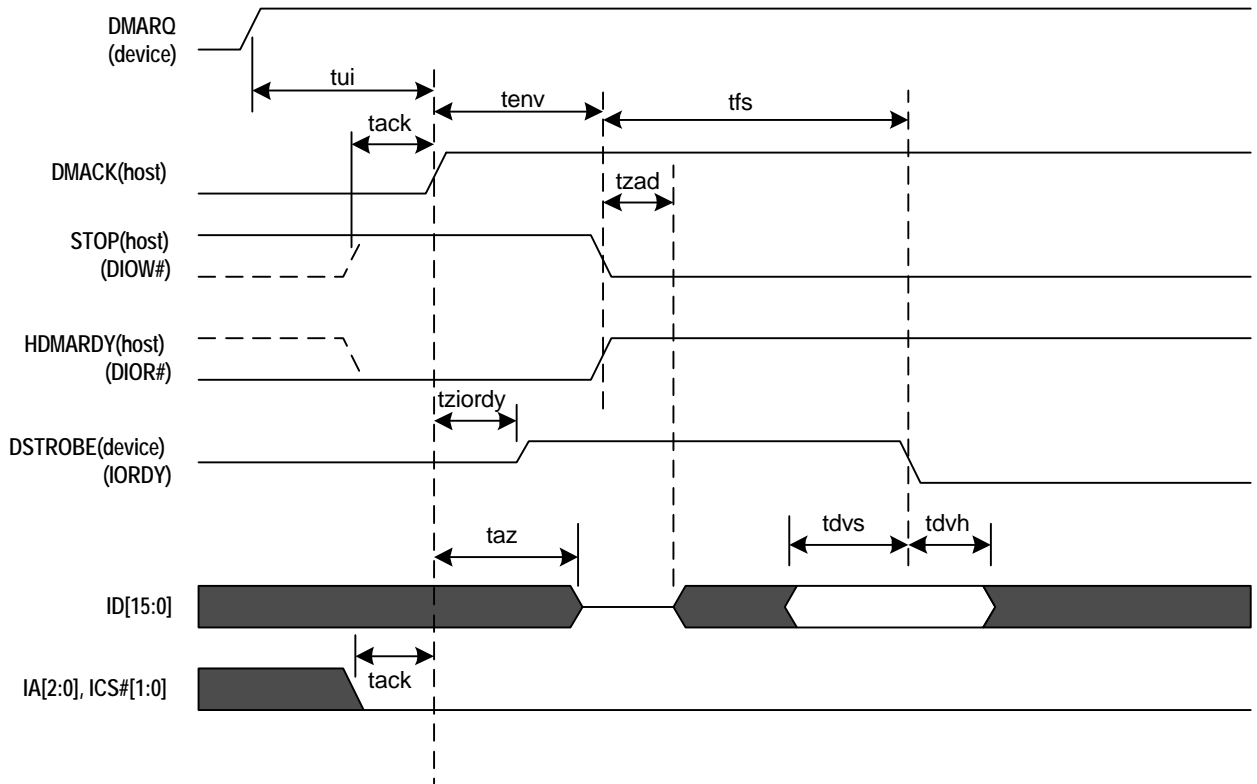 DMARQ
(device)
tui
tenv
tfs
tack
DMACK(host)
tzad
STOP(host)
(DIOW#)
HDMARDY(host)
(DIOR#)
tziordy
DSTROBE(device)
(IORDY)
tdvs
tdvh
taz
ID[15:0]
tack
IA[2:0], ICS#[1:0]